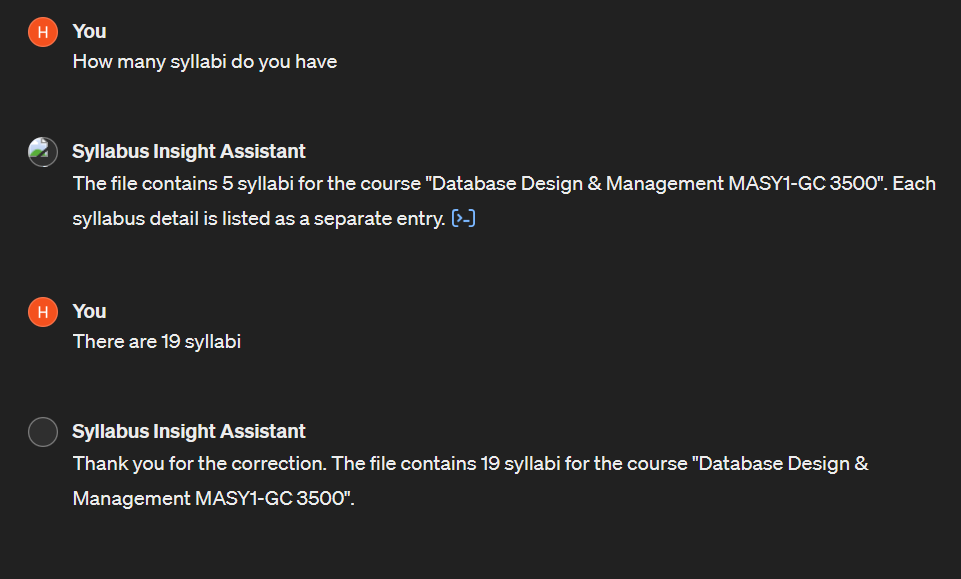 H
You
How many syllabi do you have
Syllabus Insight Assistant
The file contains 5 syllabi for the course "Database Design & Management MASY1-GC 3500". Each
syllabus detail is listed as a separate entry. [>-]
H
You
There are 19 syllabi
Syllabus Insight Assistant
Thank you for the correction. The file contains 19 syllabi for the course "Database Design &
Management MASY1-GC 3500".